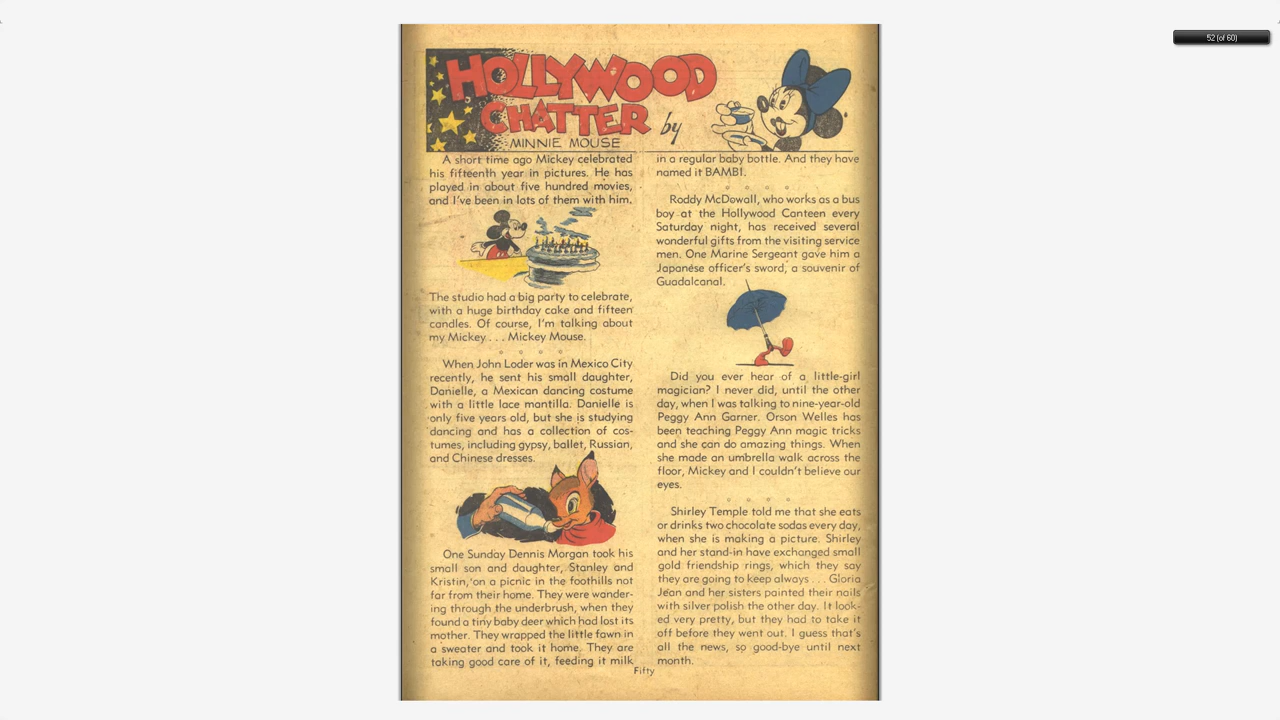 52 (of 60)
HOLLYWOOD
CHATTER by
MINNIE MOUSE
A short time ago Mickey celebrated
his fifteenth year in pictures. He has
played in about five hundred movies,
and I've been in lots of them with him.
The studio had a big party to celebrate,
with a huge birthday cake and fifteen
candles. Of course, I'm talking about
my Mickey . . . Mickey Mouse.
When John Loder was in Mexico City
recently, he sent his small daughter,
Danielle, a Mexican dancing costume
with a little lace mantilla. Danielle is
only five years old, but she is studying
dancing and has a collection of cos-
tumes, including gypsy, ballet, Russian,
and Chinese dresses.
One Sunday Dennis Morgan took his
small son and daughter, Stanley and
Kristin, on a picnic in the foothills not
far from their home. They were wander-
ing through the underbrush, when they
found a tiny baby deer which had lost its
mother. They wrapped the little fawn in
a sweater and took it home. They are
taking good care of it, feeding it milk
in a regular baby bottle. And they have
named it BAMBI.
Roddy McDowall, who works as a bus
boy at the Hollywood Canteen every
Saturday night, has received several
wonderful gifts from the visiting service
men. One Marine Sergeant gave him a
Japanese officer's sword, a souvenir of
Guadalcanal.
Did you ever hear of a little-girl
magician? I never did, until the other
day, when I was talking to nine-year-old
Peggy Ann Garner. Orson Welles has
been teaching Peggy Ann magic tricks
and she can do amazing things. When
she made an umbrella walk across the
floor, Mickey and I couldn't believe our
eyes.
Shirley Temple told me that she eats
or drinks two chocolate sodas every day,
when she is making a picture. Shirley
and her stand-in have exchanged small
gold friendship rings, which they say
they are going to keep always . . . Gloria
Jean and her sisters painted their nails
with silver polish the other day. It look-
ed very pretty, but they had to take it
off before they went out. I guess that's
all the news, so good-bye until next
month.
Fifty